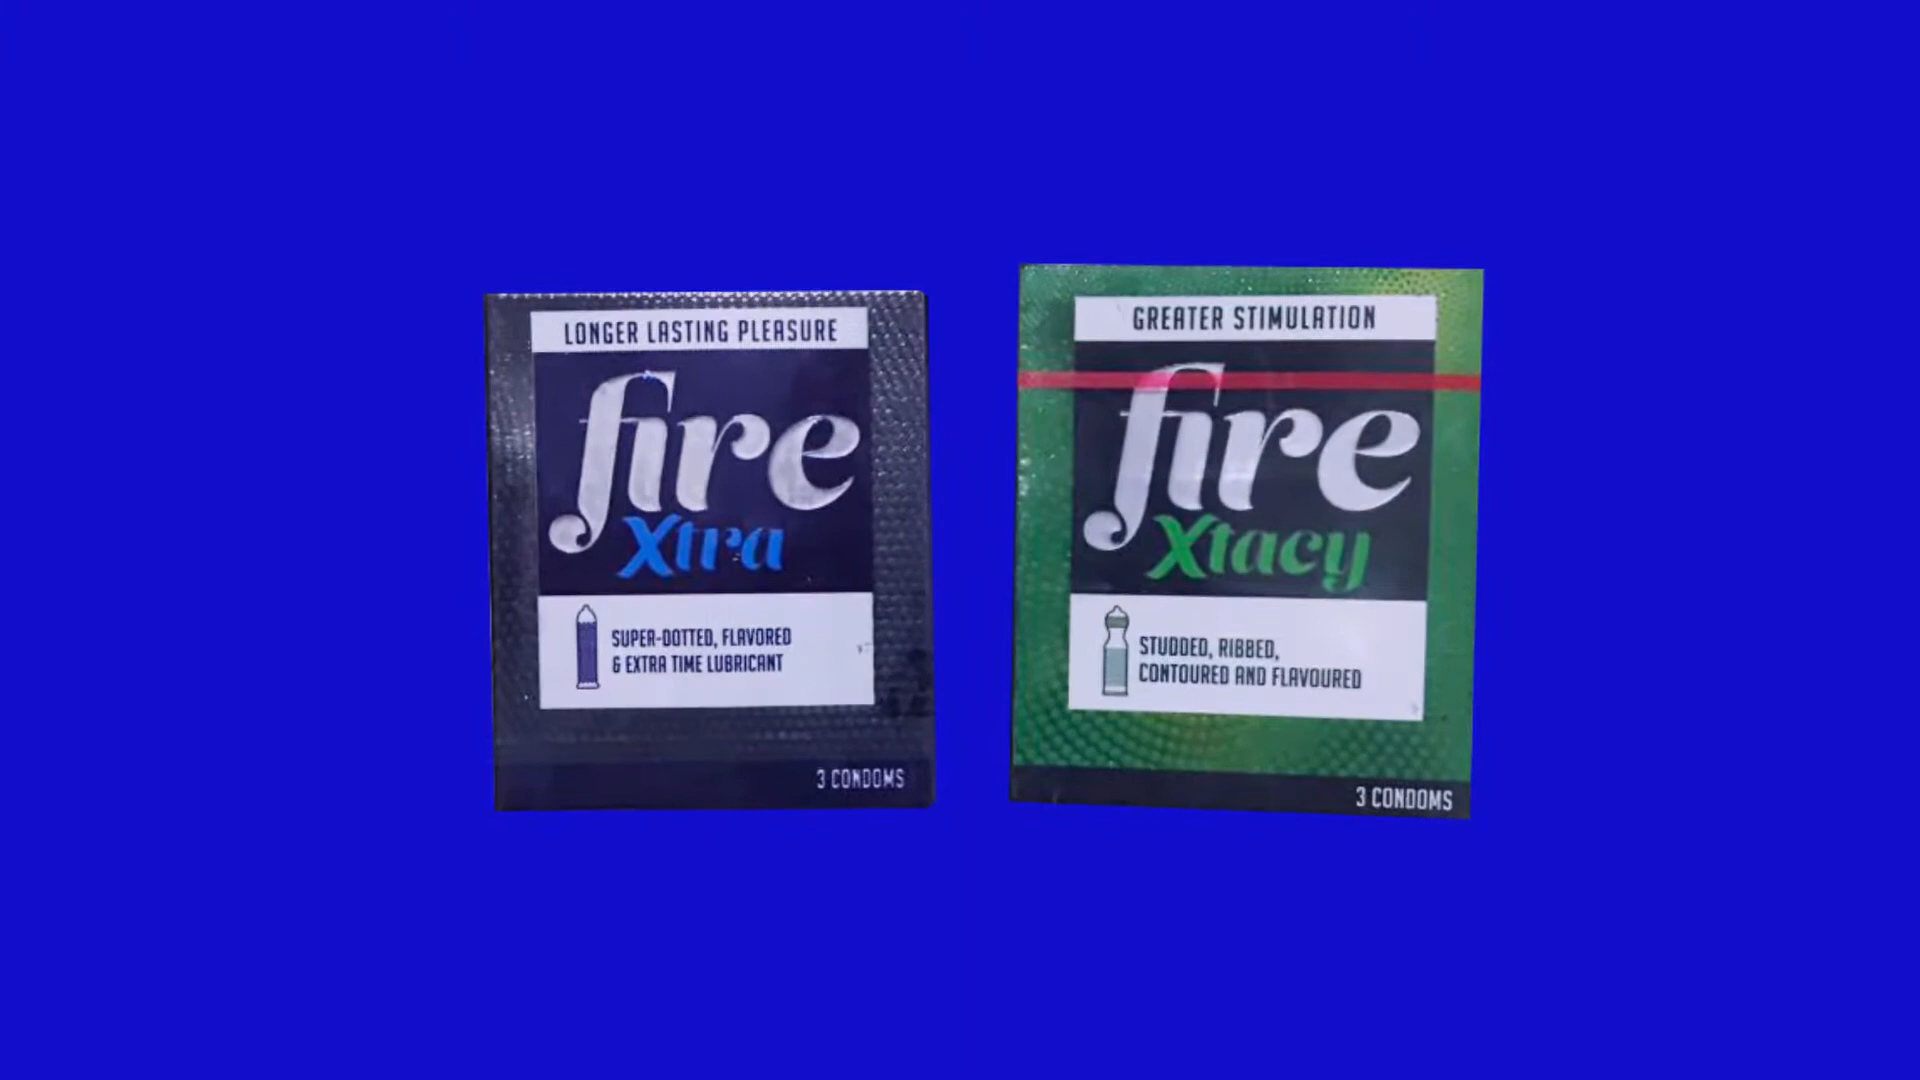 LONGER LASTING PLEASURE
fire
Xtra
SUPER-DOTTED, FLAVORED
& EXTRA TIME LUBRICANT
3 CONDOMS
GREATER STIMULATION
fire
Xtacy
STUDDED, RIBBED,
CONTOURED AND FLAVOURED
3 CONDOMS